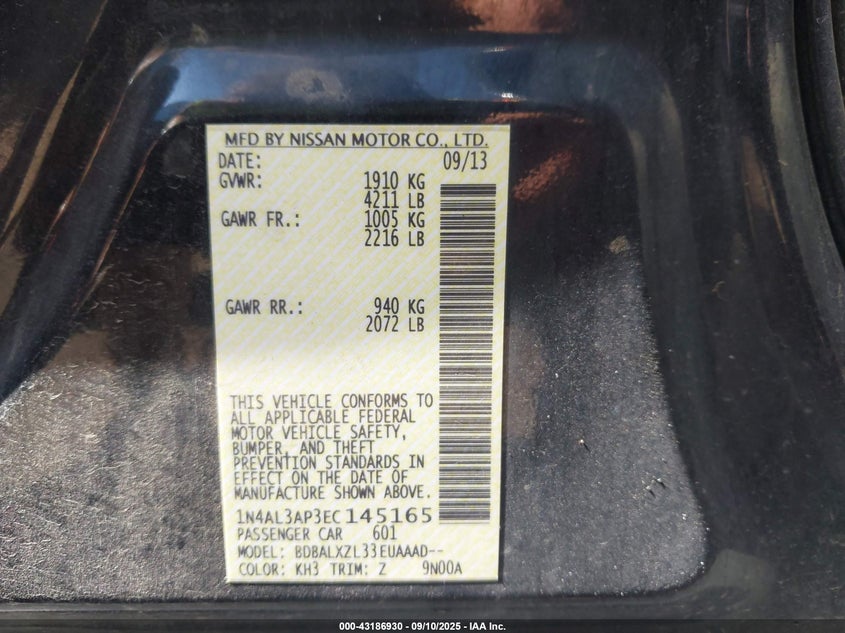 MFD BY NISSAN MOTOR CO., LTD.
DATE: 09/13
GVWR: 1910 KG
4211 LB
GAWR FR.: 1005 KG
2216 LB
GAWR RR.: 940 KG
2072 LB
THIS VEHICLE CONFORMS TO
ALL APPLICABLE FEDERAL
MOTOR VEHICLE SAFETY,
BUMPER, AND THEFT
PREVENTION STANDARDS IN
EFFECT ON THE DATE OF
MANUFACTURE SHOWN ABOVE.
1N4AL3AP3EC145165
PASSENGER CAR 601
MODEL: BDBALXZL33EUAAAD--
COLOR: KH3 TRIM: Z 9N00A
000-43186930 - 09/10/2025 - IAA Inc.